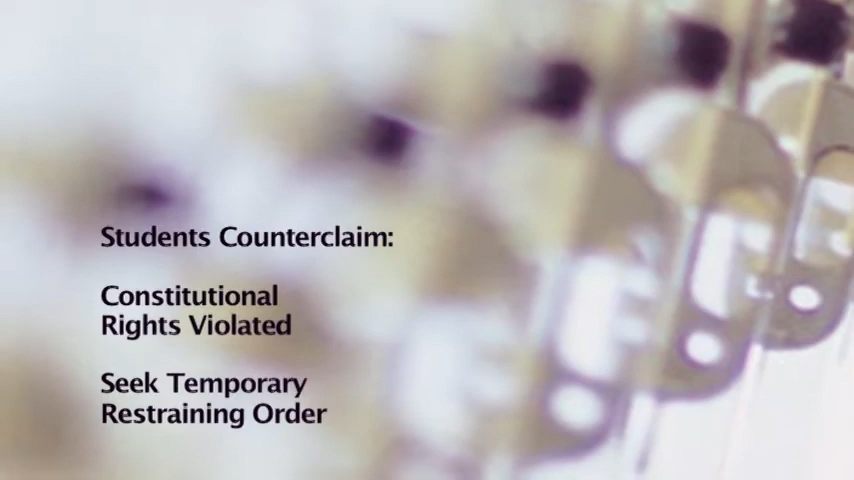 Students Counterclaim:
Constitutional
Rights Violated
Seek Temporary
Restraining Order